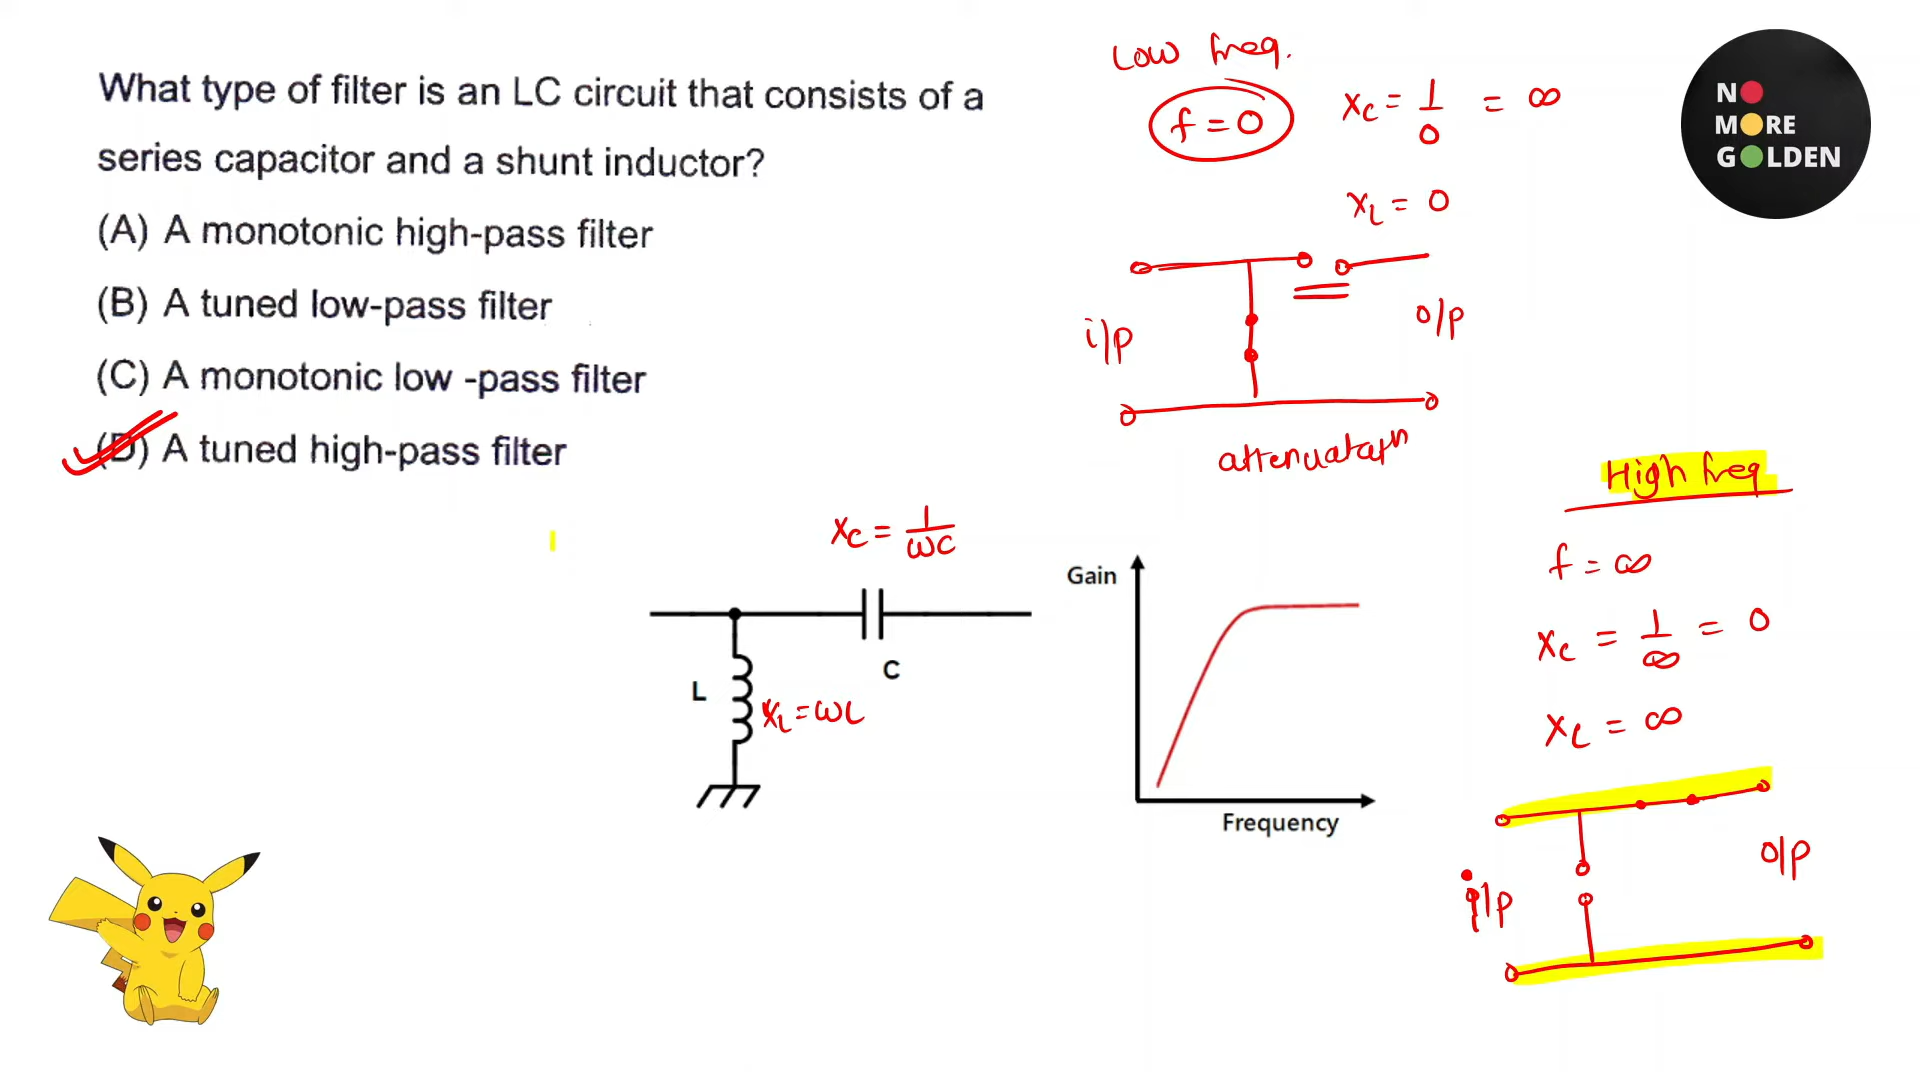 What type of filter is an LC circuit that consists of a
series capacitor and a shunt inductor?
(A) A monotonic high-pass filter
(B) A tuned low-pass filter
(C) A monotonic low -pass filter
(D) A tuned high-pass filter
Low freq.
f = 0
Xc = 1/0 = ∞
XL = 0
i/p
o/p
attenuatapn
NO
MORE
GOLDEN
Xc = 1/ωC
L
XL = ωL
C
Gain
Frequency
High freq
f = ∞
Xc = 1/∞ = 0
XL = ∞
i/p
o/p